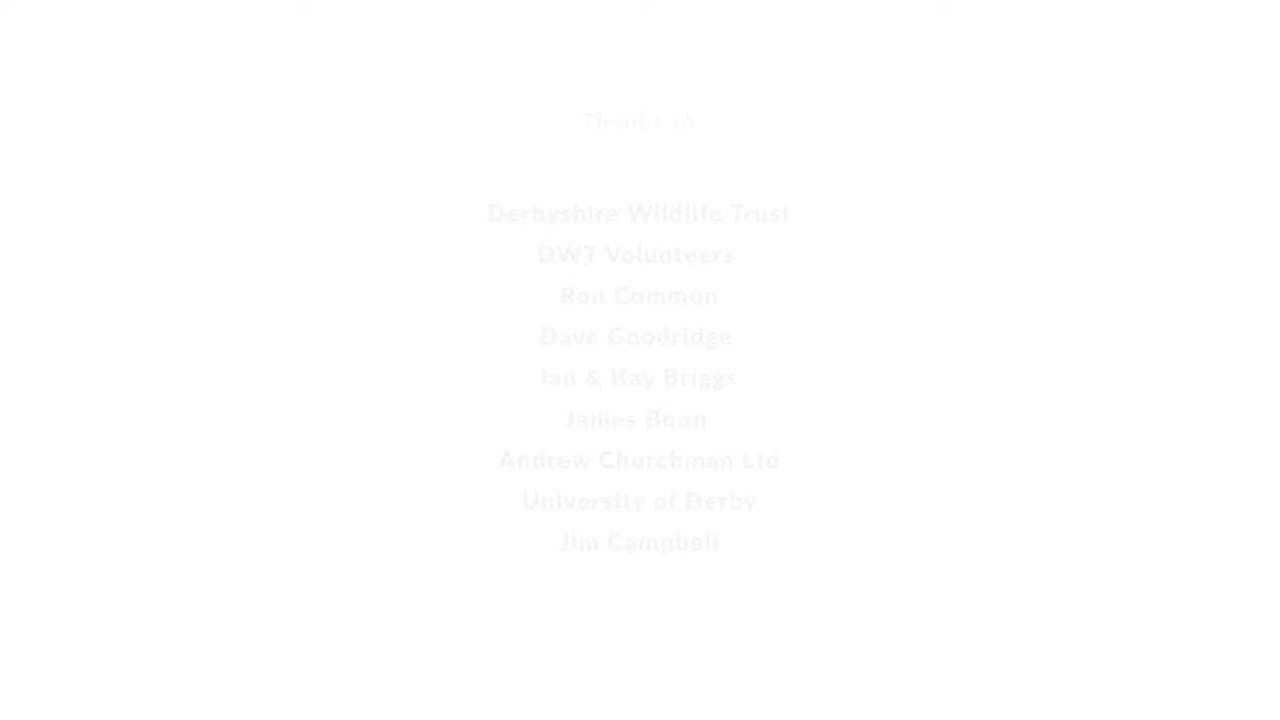 Thanks to
Derbyshire Wildlife Trust
DWT Volunteers
Ron Common
Dave Goodridge
Ian & Kay Briggs
James Boon
Andrew Churchman Ltd
University of Derby
Jim Campbell